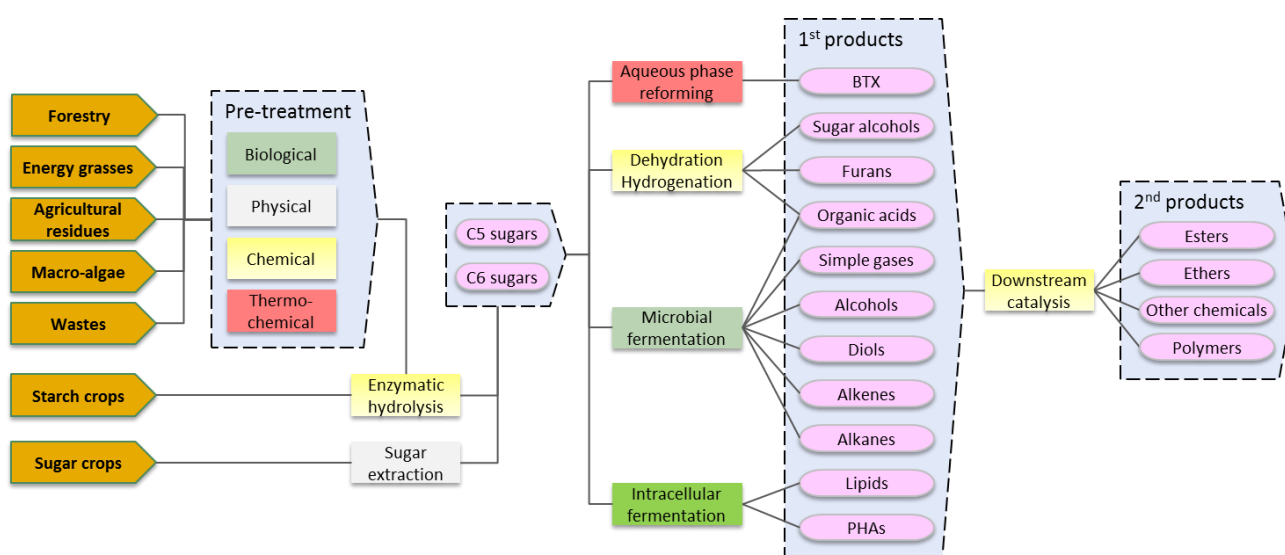 Forestry
Energy grasses
Agricultural
residues
Macro-algae
Wastes
Starch crops
Sugar crops
Pre-treatment
Biological
Physical
Chemical
Thermo-
chemical
Enzymatic
hydrolysis
Sugar
extraction
C5 sugars
C6 sugars
Aqueous phase
reforming
Dehydration
Hydrogenation
Microbial
fermentation
Intracellular
fermentation
1st products
BTX
Sugar alcohols
Furans
Organic acids
Simple gases
Alcohols
Diols
Alkenes
Alkanes
Lipids
PHAs
Downstream
catalysis
2nd products
Esters
Ethers
Other chemicals
Polymers